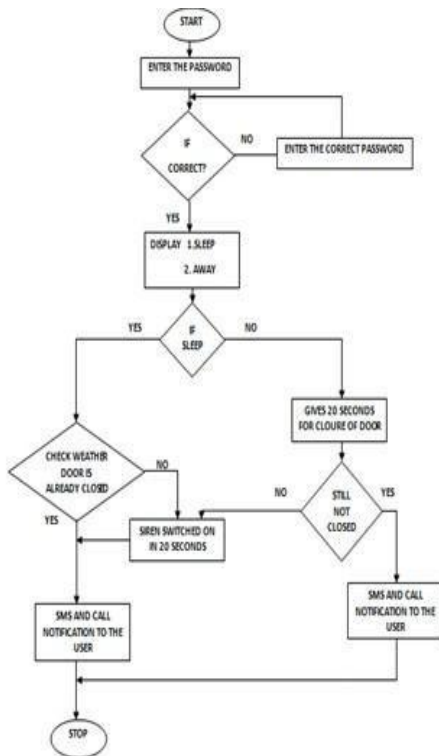 START
ENTER THE PASSWORD
IF
CORRECT?
NO
ENTER THE CORRECT PASSWORD
YES
DISPLAY 1.SLEEP
2. AWAY
YES
IF
SLEEP
NO
GIVES 20 SECONDS
FOR CLOURE OF DOOR
CHECK WEATHER
DOOR IS
ALREADY CLOSED
NO
YES
SIREN SWITCHED ON
IN 20 SECONDS
NO
STILL
NOT
CLOSED
YES
SMS AND CALL
NOTIFICATION TO THE
USER
SMS AND CALL
NOTIFICATION TO THE
USER
STOP